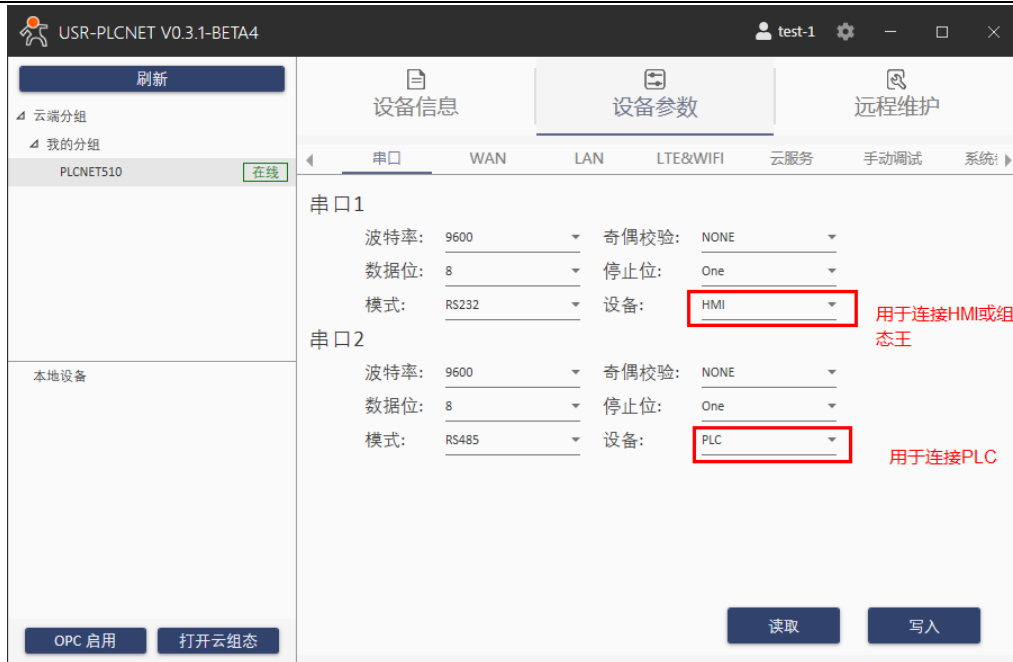 USR-PLCNET V0.3.1-BETA4
test-1
刷新
云端分组
我的分组
PLCNET510
在线
本地设备
OPC 启用
打开云组态
设备信息
设备参数
远程维护
串口
WAN
LAN
LTE&WIFI
云服务
手动调试
系统
串口1
波特率: 9600
奇偶校验: NONE
数据位: 8
停止位: One
模式: RS232
设备: HMI
用于连接HMI或组
态王
串口2
波特率: 9600
奇偶校验: NONE
数据位: 8
停止位: One
模式: RS485
设备: PLC
用于连接PLC
读取
写入